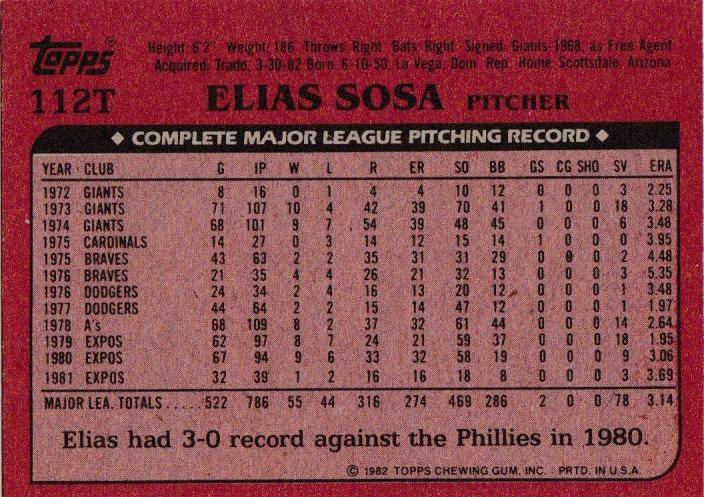 topps® Height: 6'2" Weight: 186 Throws: Right Bats: Right Signed: Giants-1968, as Free Agent
Acquired: Trade, 3-30-82 Born: 6-10-50, La Vega, Dom. Rep. Home: Scottsdale, Arizona
112T ELIAS SOSA PITCHER
◆ COMPLETE MAJOR LEAGUE PITCHING RECORD ◆
YEAR CLUB G IP W L R ER SO BB GS CG SHO SV ERA
1972 GIANTS 8 16 0 1 4 4 10 12 0 0 0 3 2.25
1973 GIANTS 71 107 10 4 42 39 70 41 1 0 0 18 3.28
1974 GIANTS 68 101 9 7 54 39 48 45 0 0 0 6 3.48
1975 CARDINALS 14 27 0 3 14 12 15 14 1 0 0 0 3.95
1975 BRAVES 43 63 2 2 35 31 31 29 0 0 0 2 4.48
1976 BRAVES 21 35 4 4 26 21 32 13 0 0 0 3 5.35
1976 DODGERS 24 34 2 4 16 13 20 12 0 0 0 1 3.48
1977 DODGERS 44 64 2 2 15 14 47 12 0 0 0 1 1.97
1978 A's 68 109 8 2 37 32 61 44 0 0 0 14 2.64
1979 EXPOS 62 97 8 7 24 21 59 37 0 0 0 18 1.95
1980 EXPOS 67 94 9 6 33 32 58 19 0 0 0 9 3.06
1981 EXPOS 32 39 1 2 16 16 18 8 0 0 0 3 3.69
MAJOR LEA. TOTALS ..... 522 786 55 44 316 274 469 286 2 0 0 78 3.14
Elias had 3-0 record against the Phillies in 1980.
© 1982 TOPPS CHEWING GUM, INC. PRTD. IN U.S.A.